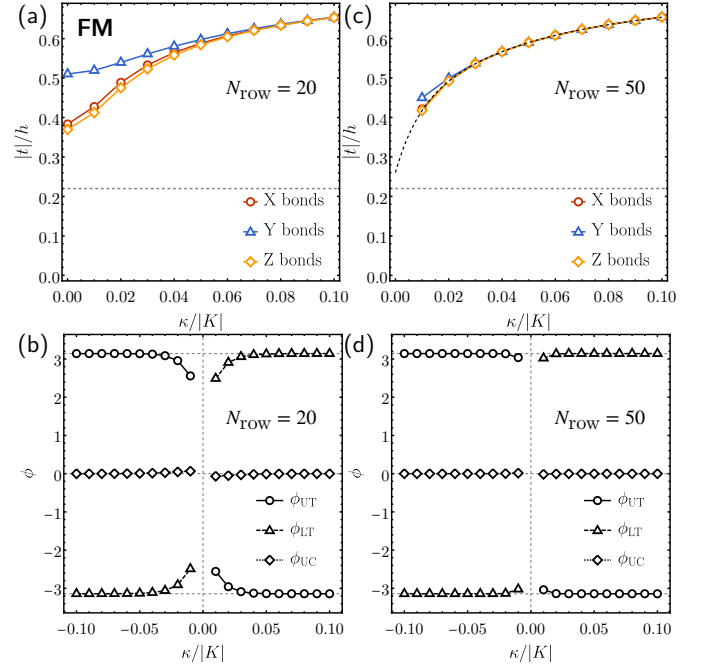 (a)
FM
|t|/h
0.6
0.5
0.4
0.3
0.2
0.1
0.0
N_row = 20
X bonds
Y bonds
Z bonds
0.00 0.02 0.04 0.06 0.08 0.10
κ/|K|
(c)
|t|/h
0.6
0.5
0.4
0.3
0.2
0.1
0.0
N_row = 50
X bonds
Y bonds
Z bonds
0.00 0.02 0.04 0.06 0.08 0.10
κ/|K|
(b)
ϕ
3
2
1
0
−1
−2
−3
N_row = 20
ϕ_UT
ϕ_LT
ϕ_UC
−0.10 −0.05 0.00 0.05 0.10
κ/|K|
(d)
ϕ
3
2
1
0
−1
−2
−3
N_row = 50
ϕ_UT
ϕ_LT
ϕ_UC
−0.10 −0.05 0.00 0.05 0.10
κ/|K|